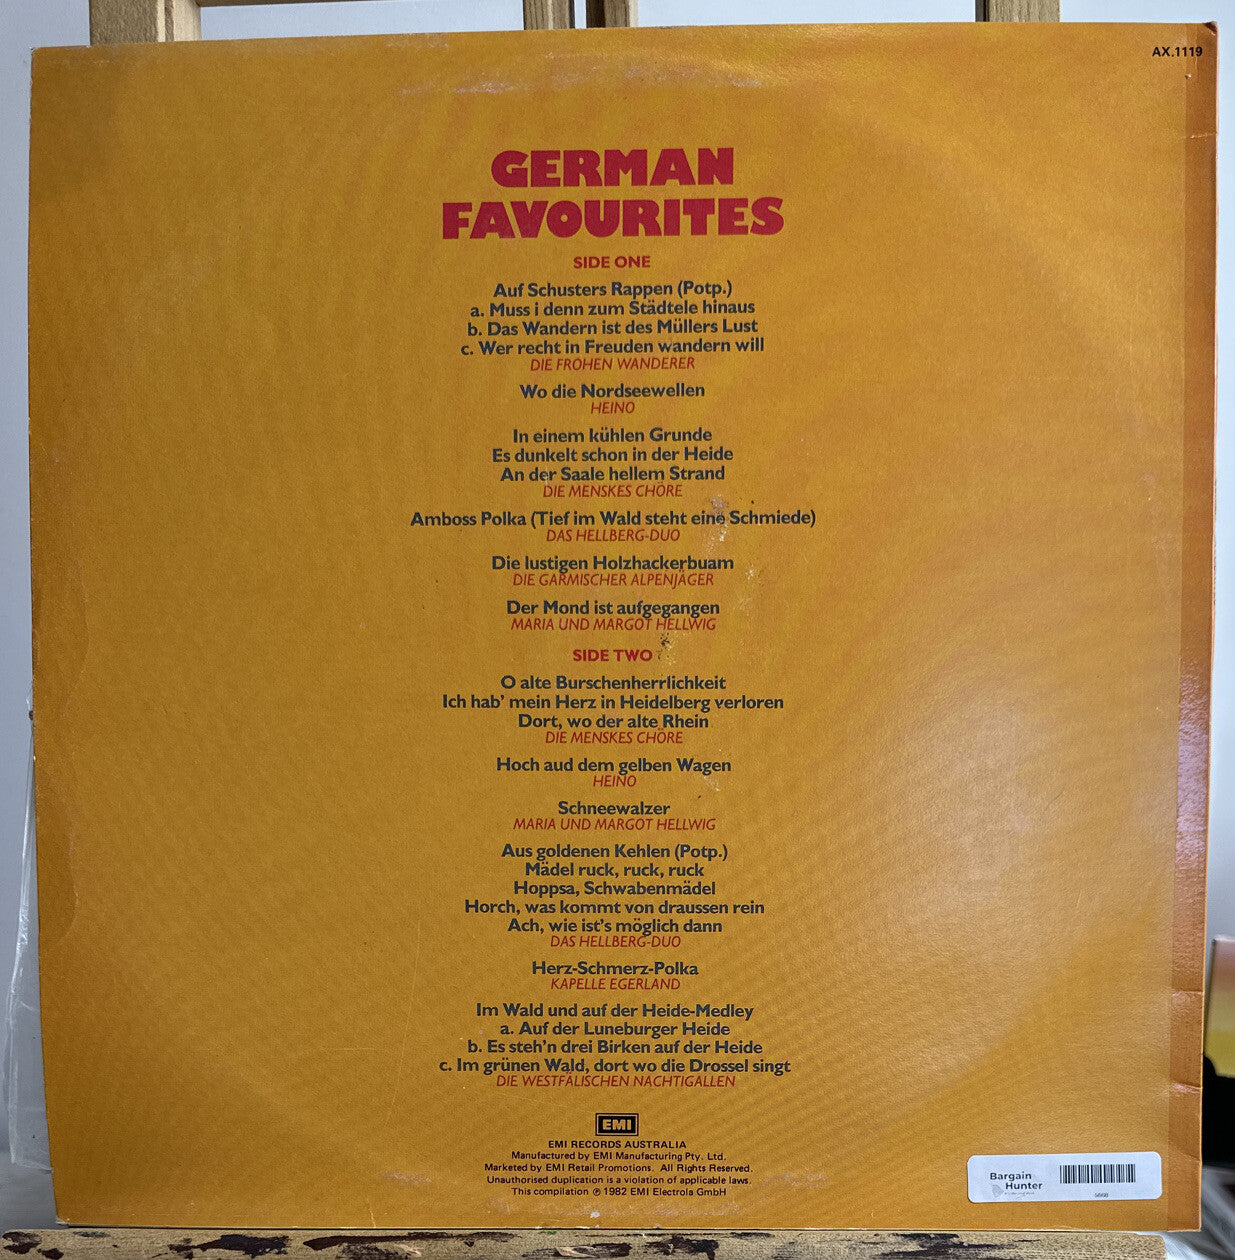 AX.1119
GERMAN
FAVOURITES
SIDE ONE
Auf Schusters Rappen (Potp.)
a. Muss i denn zum Städtele hinaus
b. Das Wandern ist des Müllers Lust
c. Wer recht in Freuden wandern will
DIE FROHEN WANDERER
Wo die Nordseewellen
HEINO
In einem kühlen Grunde
Es dunkelt schon in der Heide
An der Saale hellem Strand
DIE MENSKES CHÖRE
Amboss Polka (Tief im Wald steht eine Schmiede)
DAS HELLBERG-DUO
Die lustigen Holzhackerbuam
DIE GARMISCHER ALPENJÄGER
Der Mond ist aufgegangen
MARIA UND MARGOT HELLWIG
SIDE TWO
O alte Burschenherrlichkeit
Ich hab' mein Herz in Heidelberg verloren
Dort, wo der alte Rhein
DIE MENSKES CHÖRE
Hoch aud dem gelben Wagen
HEINO
Schneewalzer
MARIA UND MARGOT HELLWIG
Aus goldenen Kehlen (Potp.)
Mädel ruck, ruck, ruck
Hoppsa, Schwabenmädel
Horch, was kommt von draussen rein
Ach, wie ist's möglich dann
DAS HELLBERG-DUO
Herz-Schmerz-Polka
KAPELLE EGERLAND
Im Wald und auf der Heide-Medley
a. Auf der Luneburger Heide
b. Es steh'n drei Birken auf der Heide
c. Im grünen Wald, dort wo die Drossel singt
DIE WESTFÄLISCHEN NACHTIGALLEN
EMI
EMI RECORDS AUSTRALIA
Manufactured by EMI Manufacturing Pty. Ltd.
Marketed by EMI Retail Promotions. All Rights Reserved.
Unauthorised duplication is a violation of applicable laws.
This compilation ℗ 1982 EMI Electrola GmbH
Bargain
Hunter